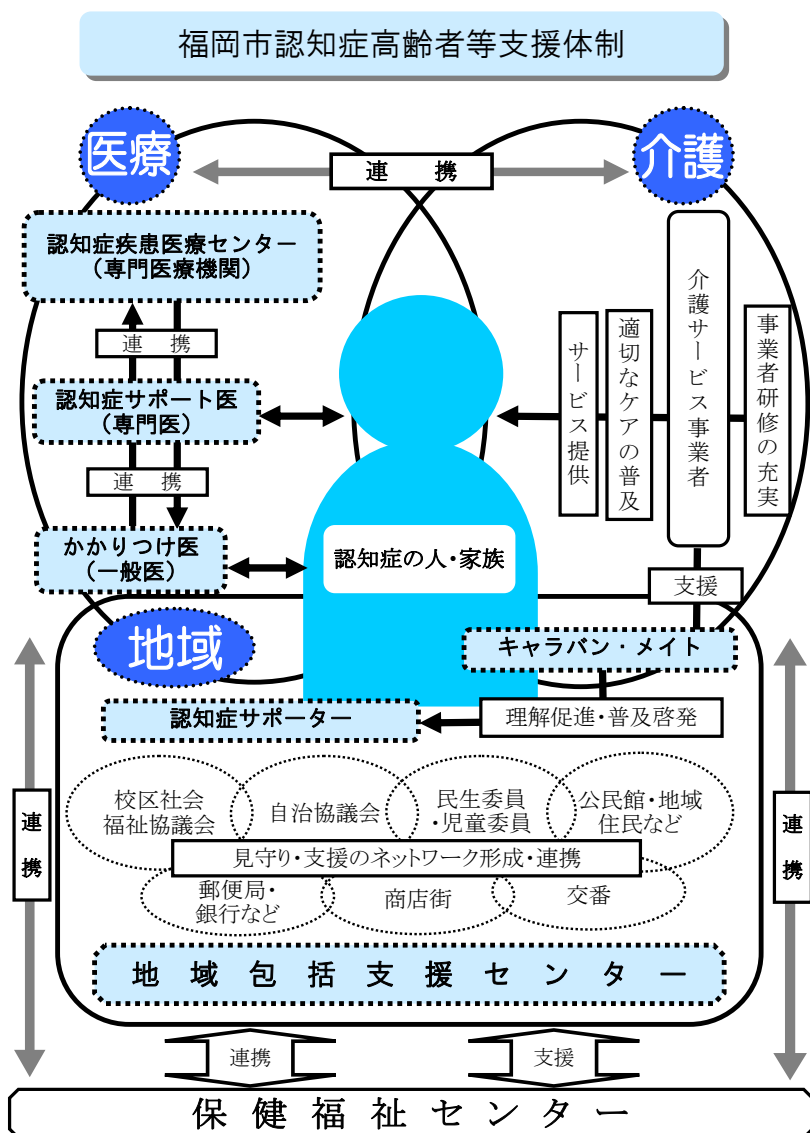 福岡市認知症高齢者等支援体制
医療
連　携
介護
認知症疾患医療センター
(専門医療機関)
連　携
認知症サポート医
(専門医)
連　携
かかりつけ医
(一般医)
サービス提供
適切なケアの普及
介護サービス事業者
事業者研修の充実
認知症の人・家族
支援
地域
キャラバン・メイト
認知症サポーター
理解促進・普及啓発
校区社会
福祉協議会
自治協議会
民生委員
・児童委員
公民館・地域
住民など
見守り・支援のネットワーク形成・連携
郵便局・
銀行など
商店街
交番
連携
連携
地域包括支援センター
連携
支援
保健福祉センター